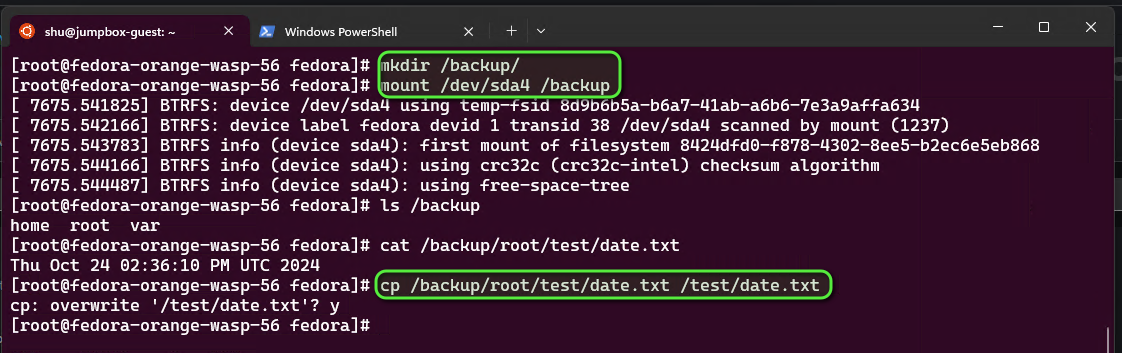 shu@jumpbox-guest: ~ Windows PowerShell
[root@fedora-orange-wasp-56 fedora]# mkdir /backup/
[root@fedora-orange-wasp-56 fedora]# mount /dev/sda4 /backup
[ 7675.541825] BTRFS: device /dev/sda4 using temp-fsid 8d9b6b5a-b6a7-41ab-a6b6-7e3a9affa634
[ 7675.542166] BTRFS: device label fedora devid 1 transid 38 /dev/sda4 scanned by mount (1237)
[ 7675.543783] BTRFS info (device sda4): first mount of filesystem 8424dfd0-f878-4302-8ee5-b2ec6e5eb868
[ 7675.544166] BTRFS info (device sda4): using crc32c (crc32c-intel) checksum algorithm
[ 7675.544487] BTRFS info (device sda4): using free-space-tree
[root@fedora-orange-wasp-56 fedora]# ls /backup
home  root  var
[root@fedora-orange-wasp-56 fedora]# cat /backup/root/test/date.txt
Thu Oct 24 02:36:10 PM UTC 2024
[root@fedora-orange-wasp-56 fedora]# cp /backup/root/test/date.txt /test/date.txt
cp: overwrite '/test/date.txt'? y
[root@fedora-orange-wasp-56 fedora]#